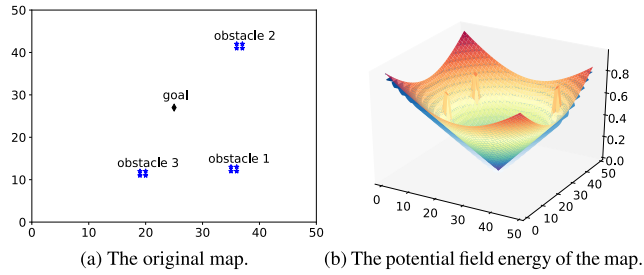 50
40
30
20
10
0
0 10 20 30 40 50
obstacle 2
goal
obstacle 3
obstacle 1
(a) The original map.
0.8
0.6
0.4
0.2
0.0
0 10 20 30 40 50
0 10 20 30 40 50
(b) The potential field energy of the map.